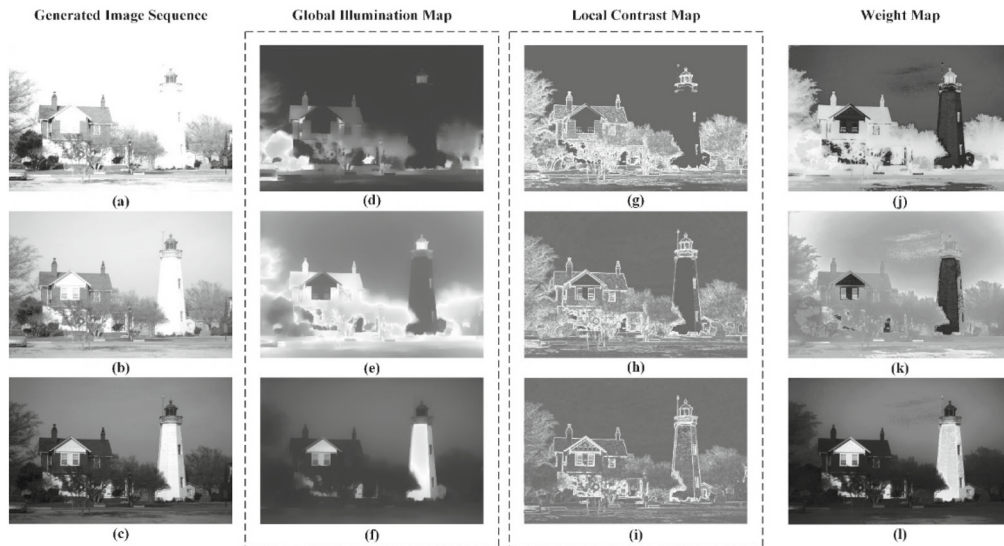 Generated Image Sequence Global Illumination Map Local Contrast Map Weight Map
(a) (d) (g) (j)
(b) (e) (h) (k)
(c) (f) (i) (l)